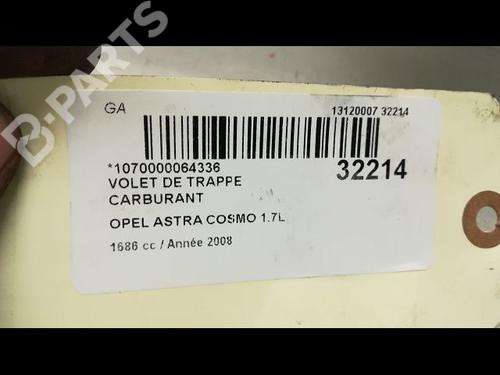 B-PARTS
GA
13120007 32214
*1070000064336
32214
VOLET DE TRAPPE
CARBURANT
OPEL ASTRA COSMO 1.7L
1686 cc / Année 2008